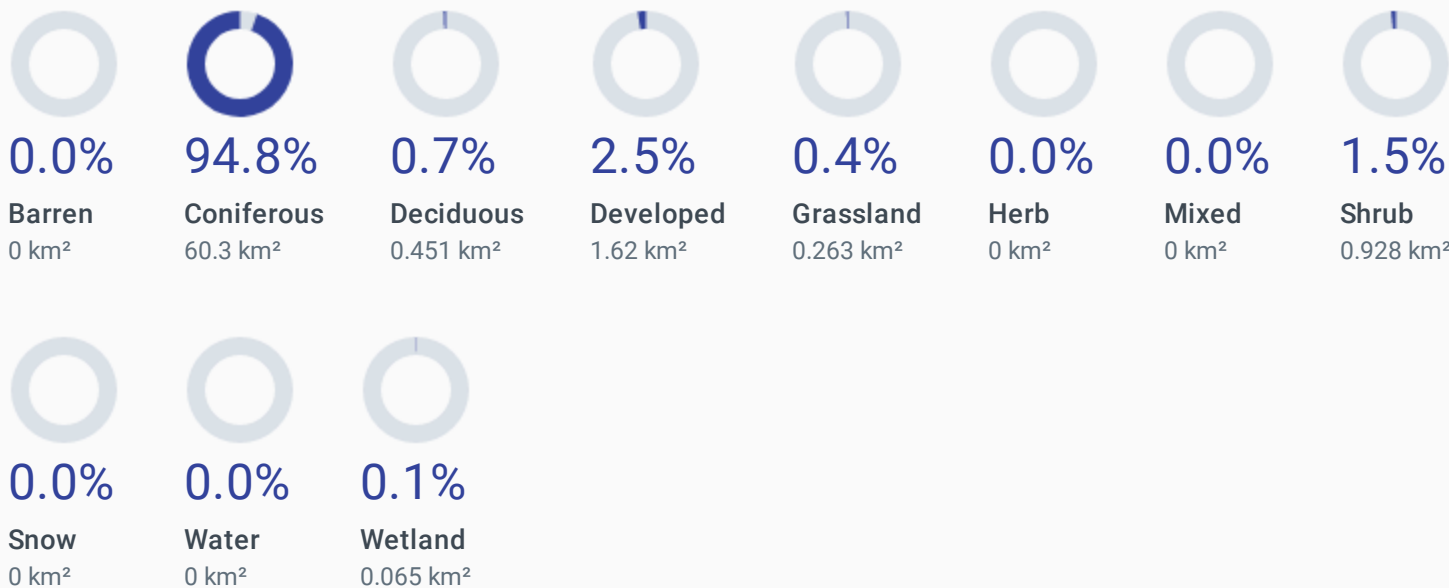 0.0% 94.8% 0.7% 2.5% 0.4% 0.0% 0.0% 1.5%
Barren Coniferous Deciduous Developed Grassland Herb Mixed Shrub
0 km² 60.3 km² 0.451 km² 1.62 km² 0.263 km² 0 km² 0 km² 0.928 km²
0.0% 0.0% 0.1%
Snow Water Wetland
0 km² 0 km² 0.065 km²